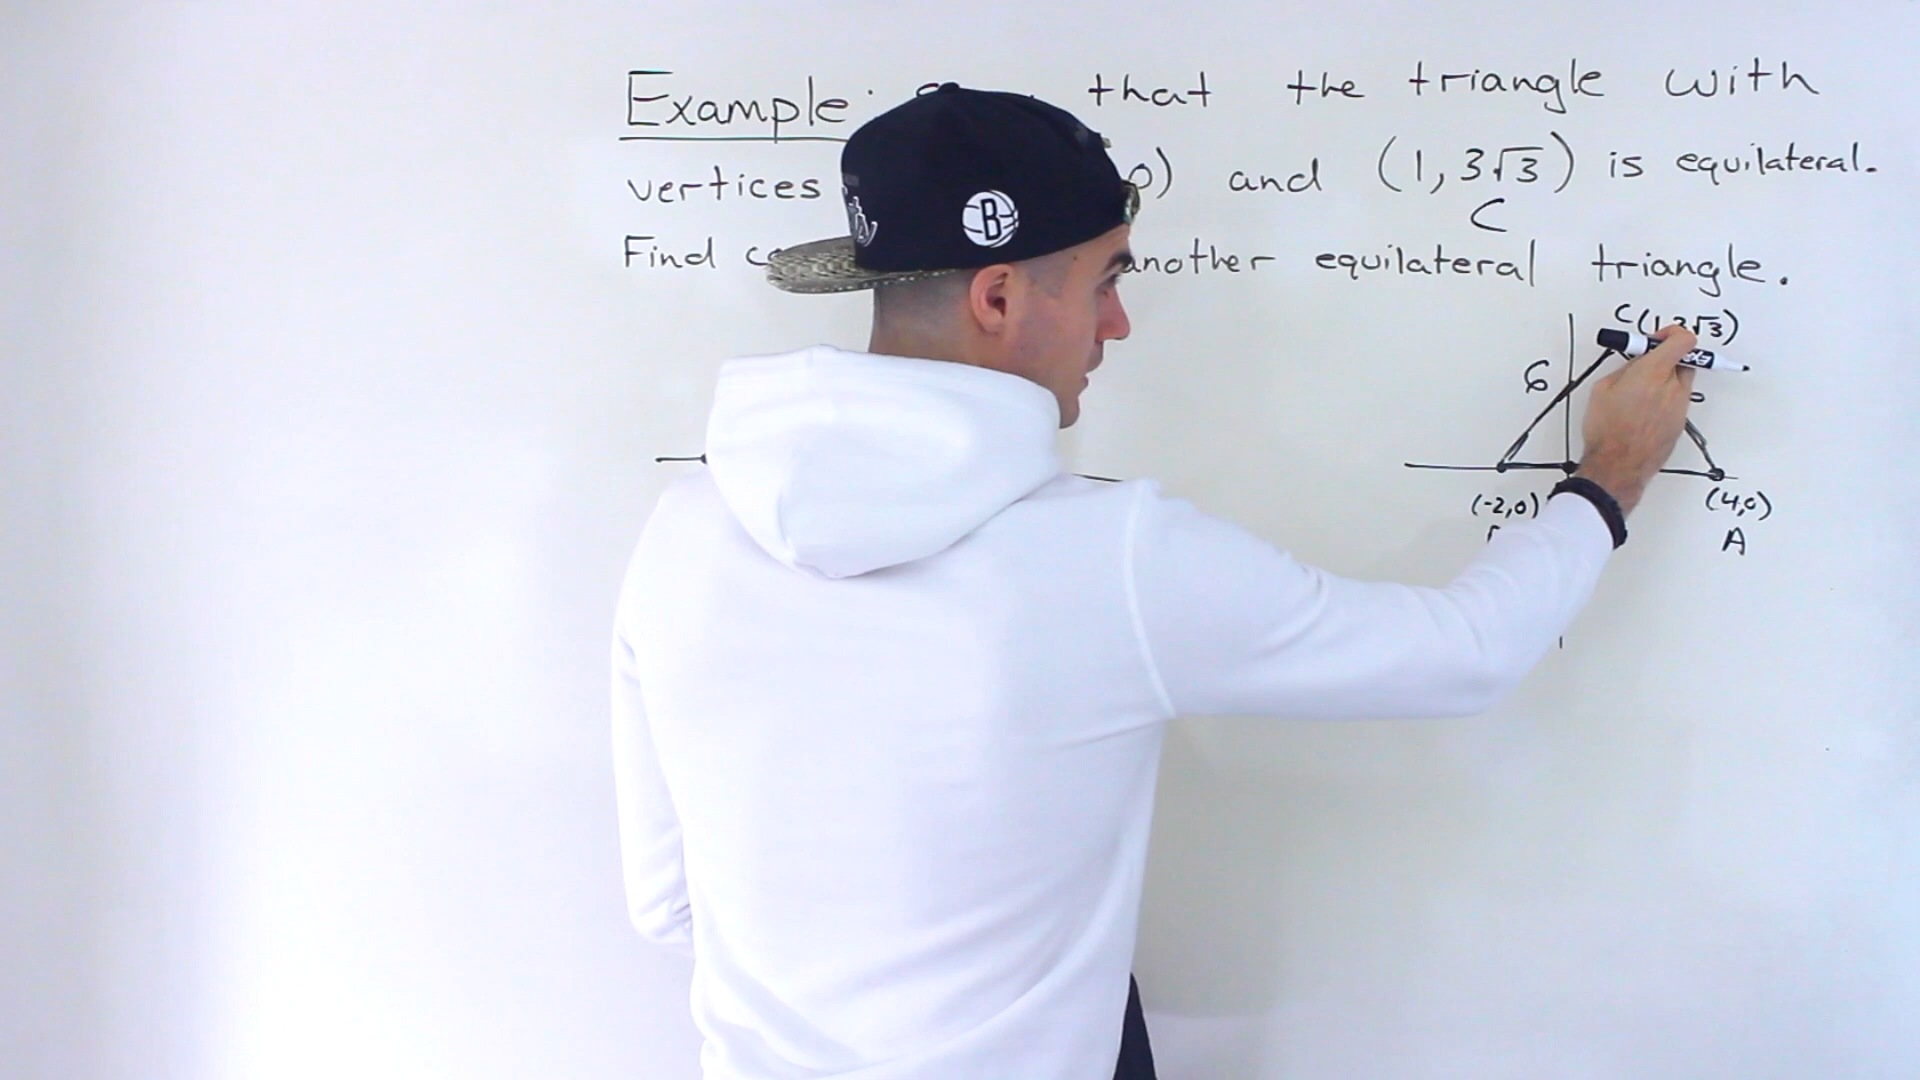 Example: that the triangle with
vertices 0) and (1, 3√3) is equilateral.
C
Find another equilateral triangle.
C(1,3√3)
6
(-2,0) (4,0)
A
B